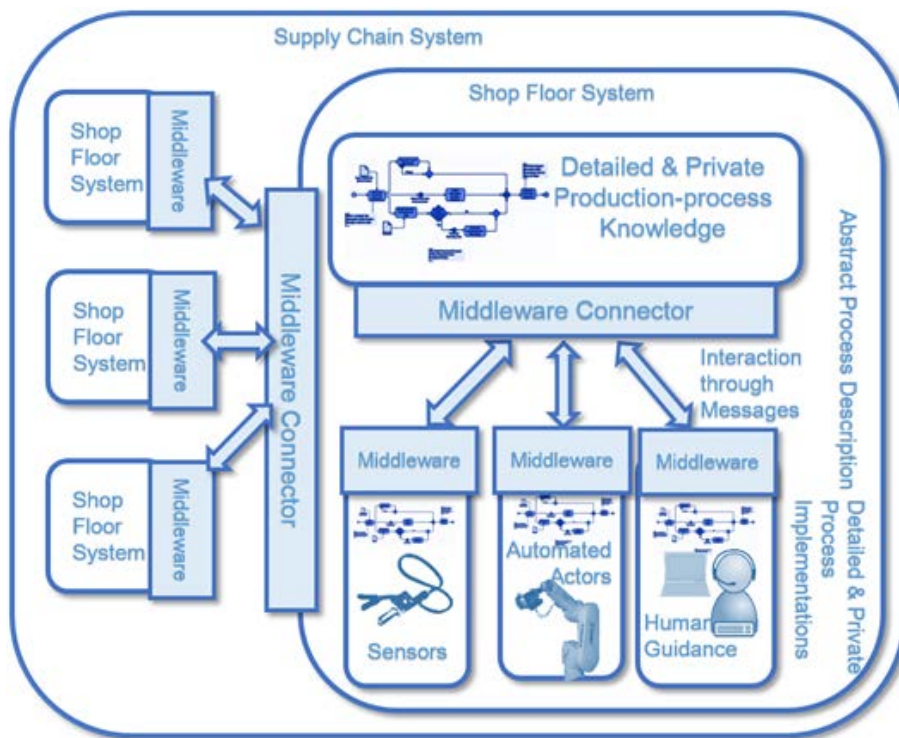 Supply Chain System
Shop Floor System
Shop
Floor
System
Middleware
Shop
Floor
System
Middleware
Shop
Floor
System
Middleware
Middleware Connector
Detailed & Private
Production-process
Knowledge
Middleware Connector
Interaction
through
Messages
Middleware
Middleware
Middleware
Sensors
Automated
Actors
Human
Guidance
Abstract Process Description
Detailed & Private
Process
Implementations